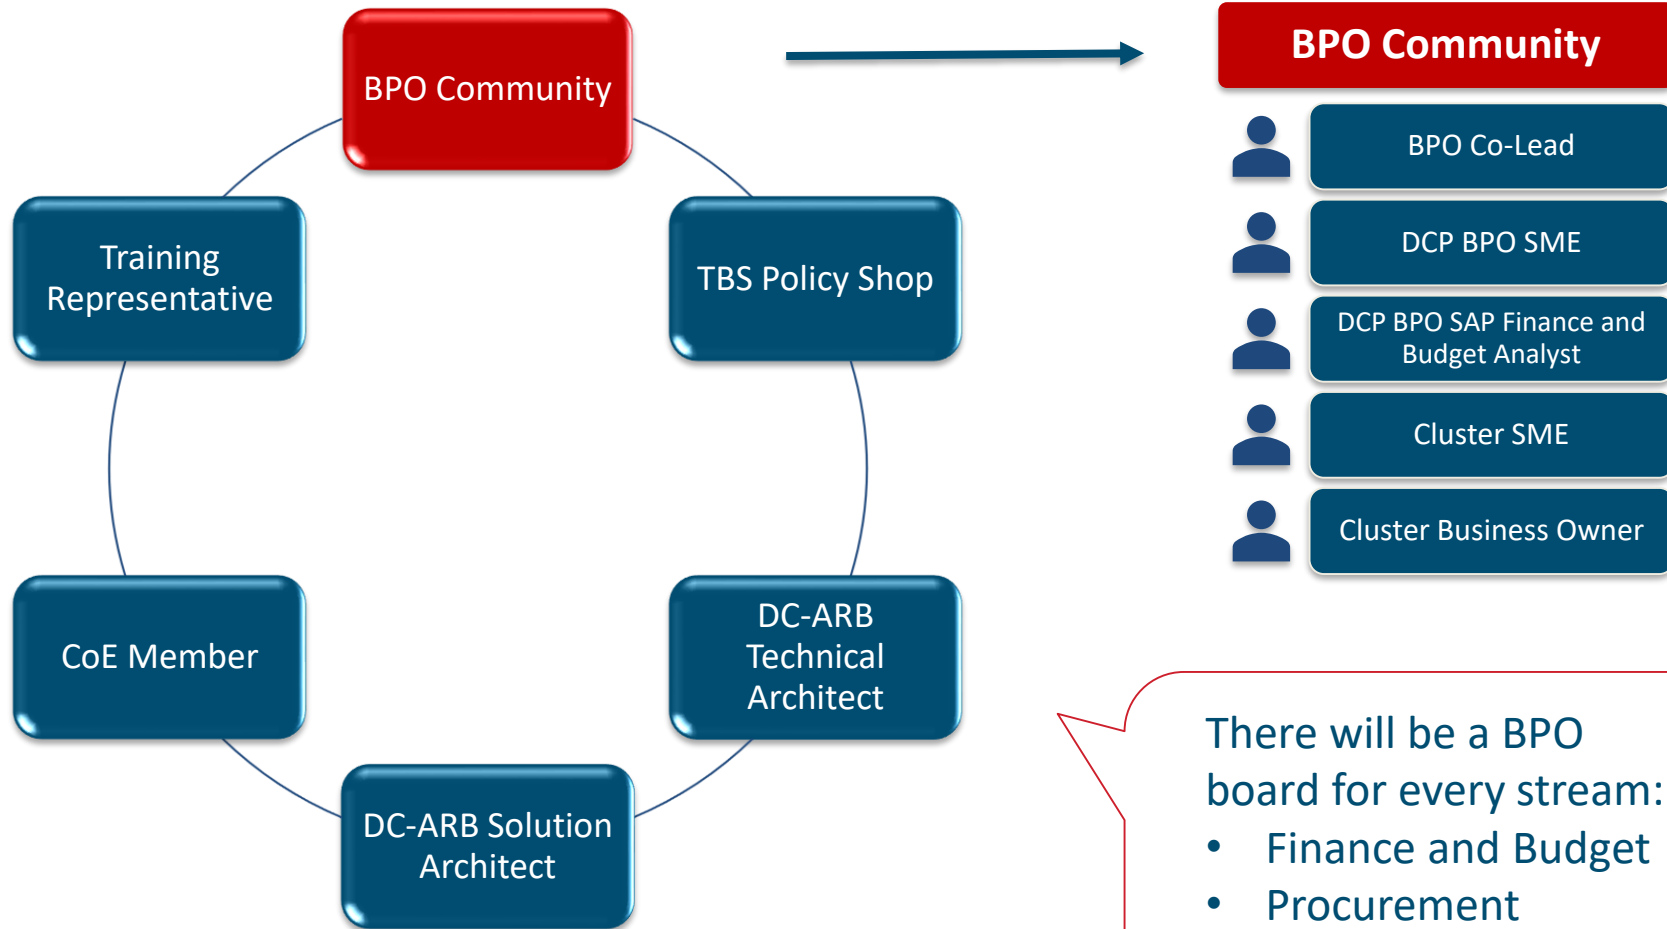 BPO Community
Training
Representative
TBS Policy Shop
CoE Member
DC-ARB
Technical
Architect
DC-ARB Solution
Architect
BPO Community
BPO Co-Lead
DCP BPO SME
DCP BPO SAP Finance and
Budget Analyst
Cluster SME
Cluster Business Owner
There will be a BPO
board for every stream:
• Finance and Budget
• Procurement